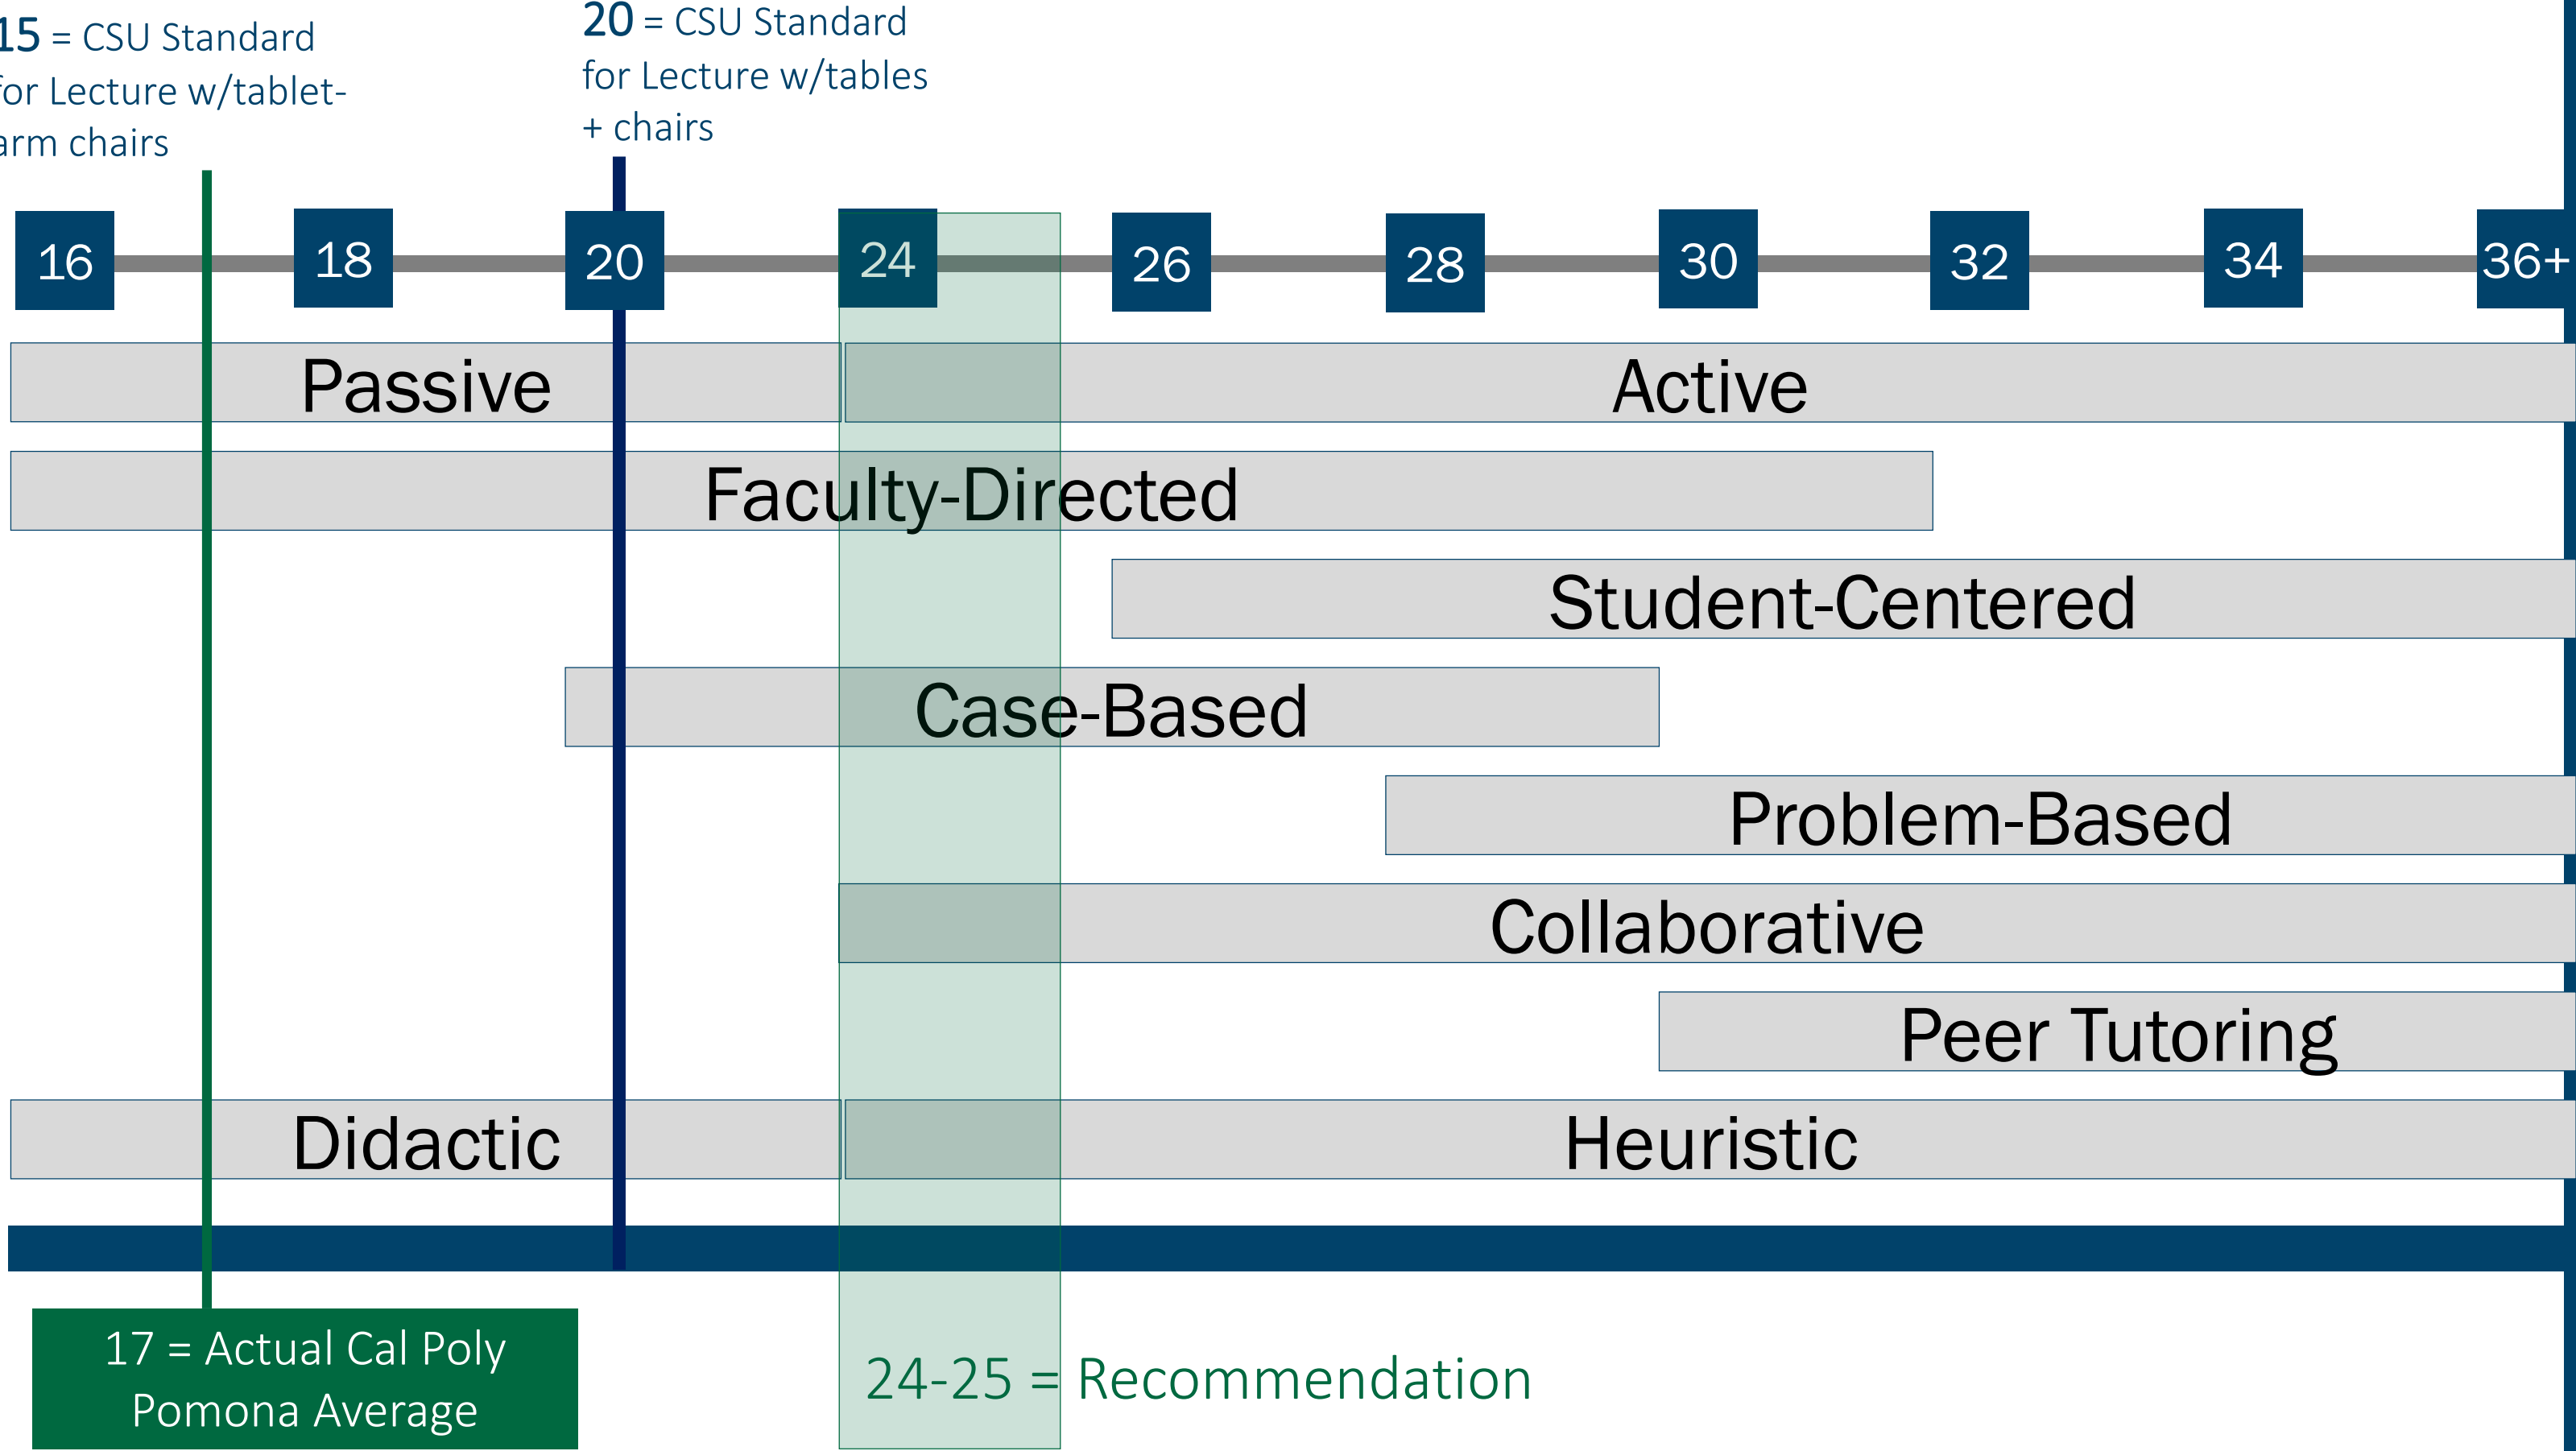 15 = CSU Standard
for Lecture w/tablet-
arm chairs
20 = CSU Standard
for Lecture w/tables
+ chairs
16 18 20 24 26 28 30 32 34 36+
Passive Active
Faculty-Directed
Student-Centered
Case-Based
Problem-Based
Collaborative
Peer Tutoring
Didactic Heuristic
17 = Actual Cal Poly
Pomona Average
24-25 = Recommendation